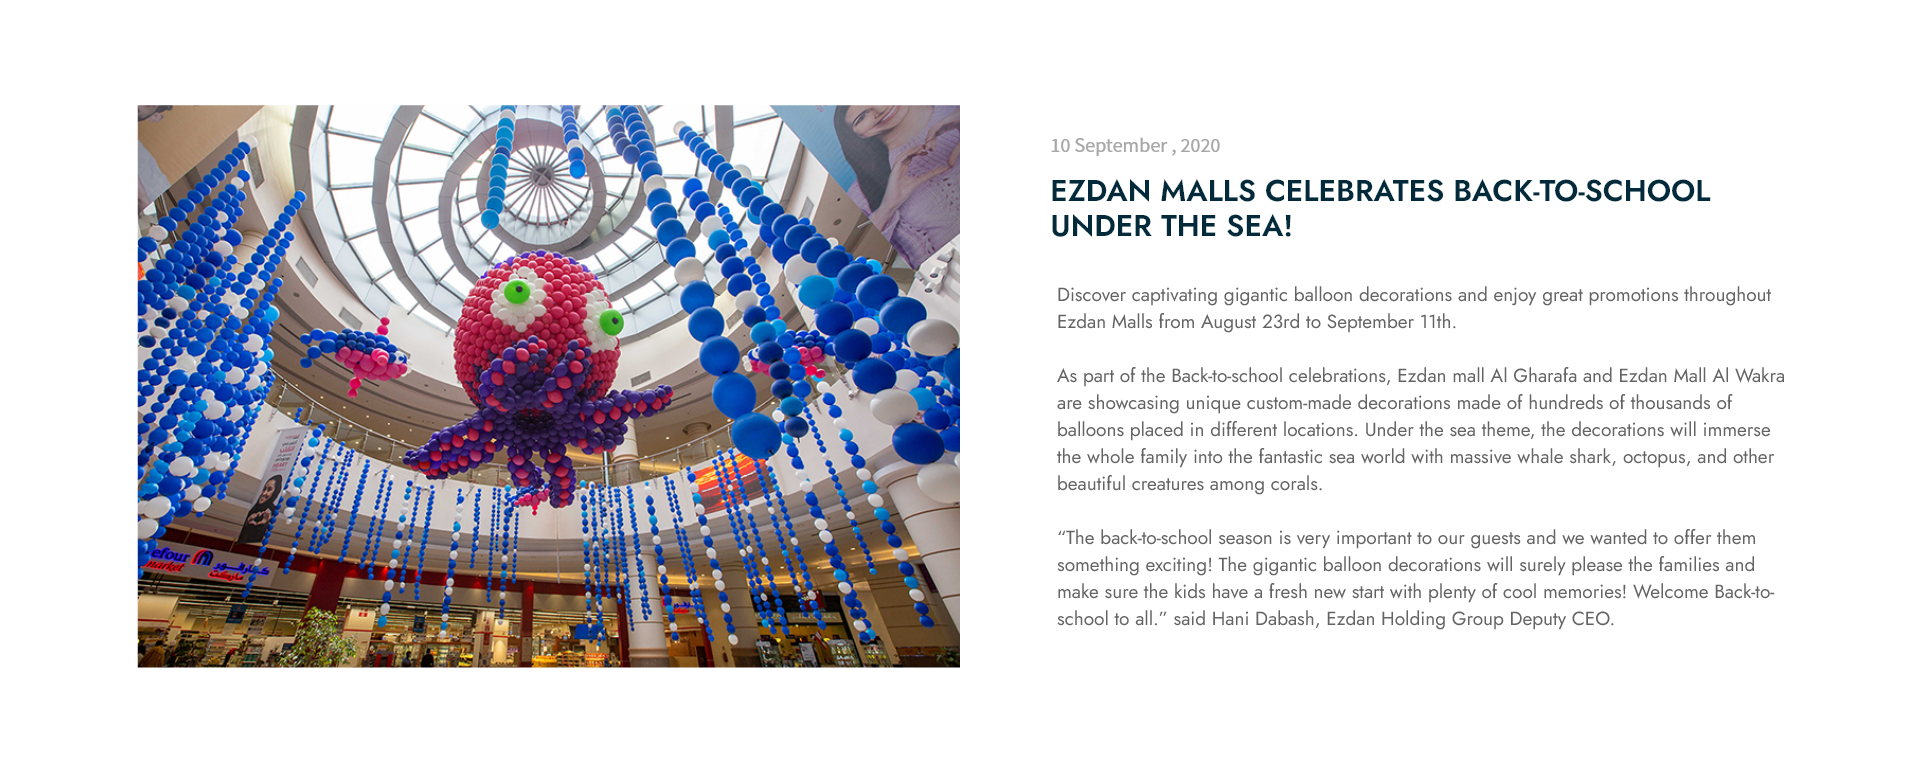 efour
market
كارفور
ماركت
10 September , 2020
EZDAN MALLS CELEBRATES BACK-TO-SCHOOL
UNDER THE SEA!
Discover captivating gigantic balloon decorations and enjoy great promotions throughout
Ezdan Malls from August 23rd to September 11th.
As part of the Back-to-school celebrations, Ezdan mall Al Gharafa and Ezdan Mall Al Wakra
are showcasing unique custom-made decorations made of hundreds of thousands of
balloons placed in different locations. Under the sea theme, the decorations will immerse
the whole family into the fantastic sea world with massive whale shark, octopus, and other
beautiful creatures among corals.
“The back-to-school season is very important to our guests and we wanted to offer them
something exciting! The gigantic balloon decorations will surely please the families and
make sure the kids have a fresh new start with plenty of cool memories! Welcome Back-to-
school to all.” said Hani Dabash, Ezdan Holding Group Deputy CEO.